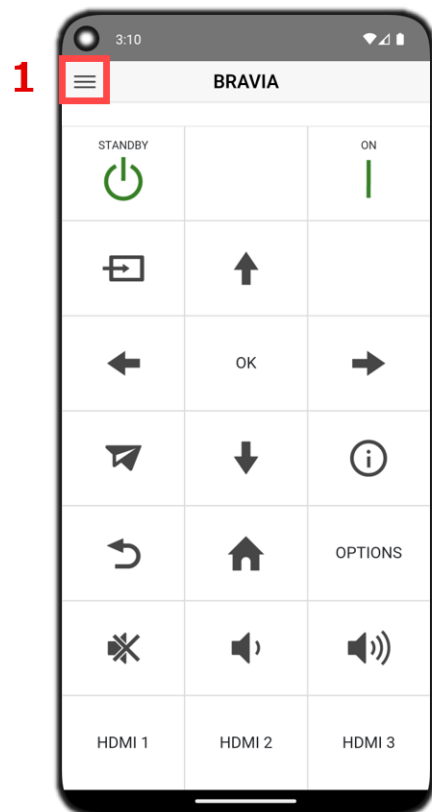 3:10
1
BRAVIA
STANDBY
ON
OK
OPTIONS
HDMI 1
HDMI 2
HDMI 3